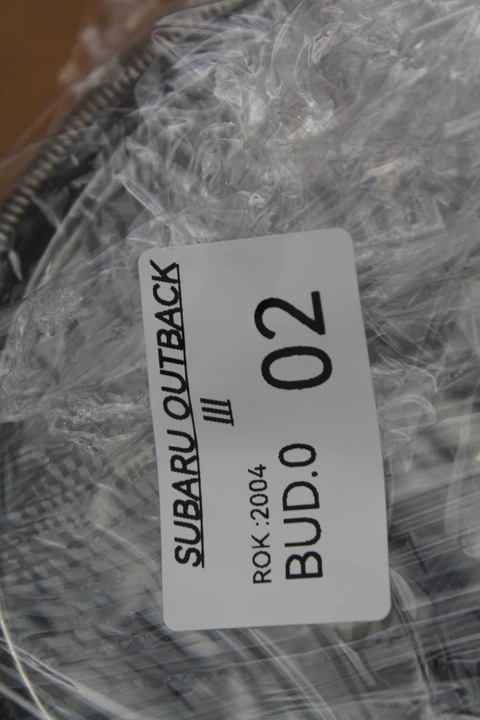 SUBARU OUTBACK
III
ROK :2004
BUD.0 02